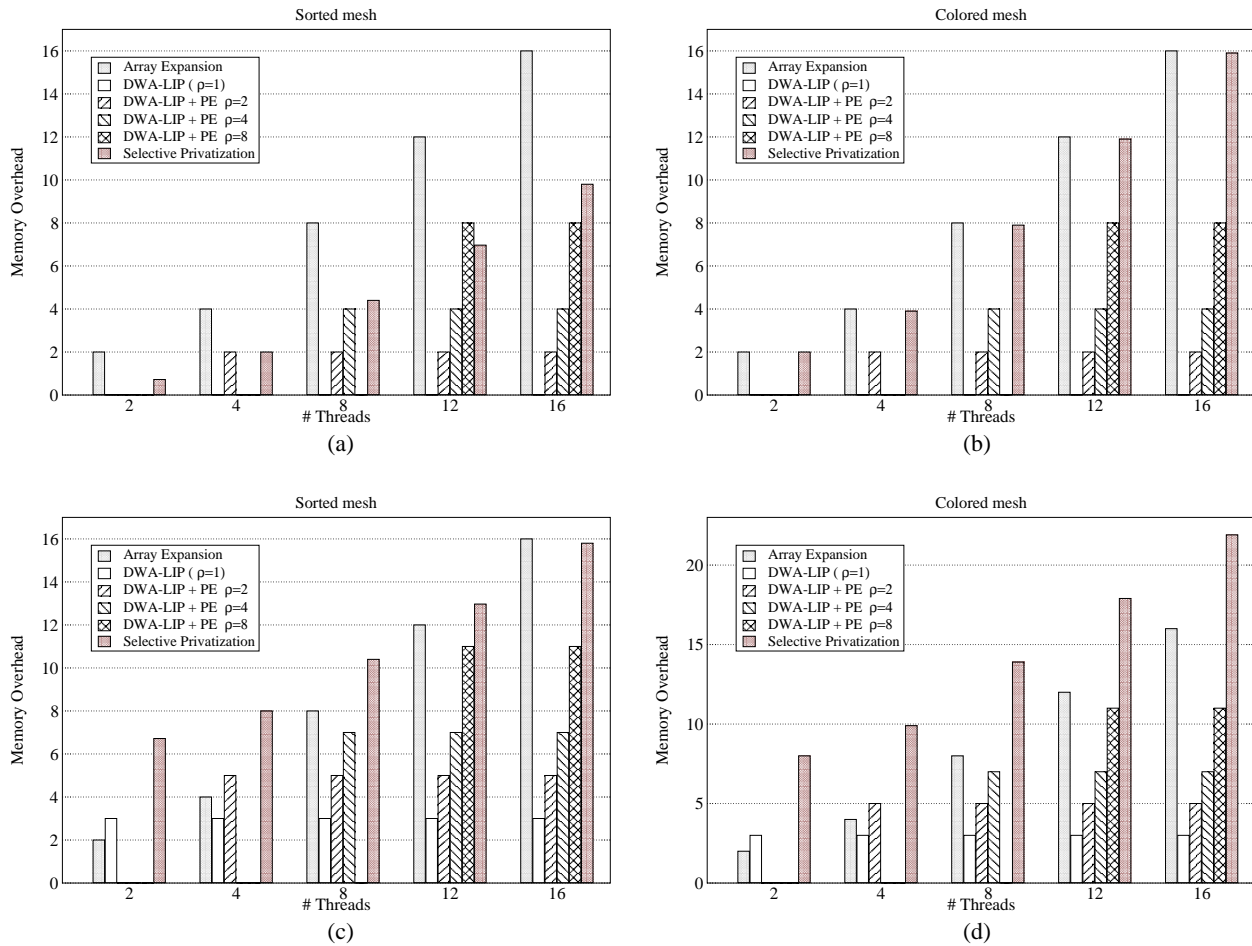 Sorted mesh
Memory Overhead
16
14
12
10
8
6
4
2
0
Array Expansion
DWA-LIP ( ρ=1)
DWA-LIP + PE ρ=2
DWA-LIP + PE ρ=4
DWA-LIP + PE ρ=8
Selective Privatization
2 4 8 12 16
# Threads
(a)
Colored mesh
Memory Overhead
16
14
12
10
8
6
4
2
0
Array Expansion
DWA-LIP ( ρ=1)
DWA-LIP + PE ρ=2
DWA-LIP + PE ρ=4
DWA-LIP + PE ρ=8
Selective Privatization
2 4 8 12 16
# Threads
(b)
Sorted mesh
Memory Overhead
16
14
12
10
8
6
4
2
0
Array Expansion
DWA-LIP ( ρ=1)
DWA-LIP + PE ρ=2
DWA-LIP + PE ρ=4
DWA-LIP + PE ρ=8
Selective Privatization
2 4 8 12 16
# Threads
(c)
Colored mesh
Memory Overhead
20
15
10
5
0
Array Expansion
DWA-LIP ( ρ=1)
DWA-LIP + PE ρ=2
DWA-LIP + PE ρ=4
DWA-LIP + PE ρ=8
Selective Privatization
2 4 8 12 16
# Threads
(d)